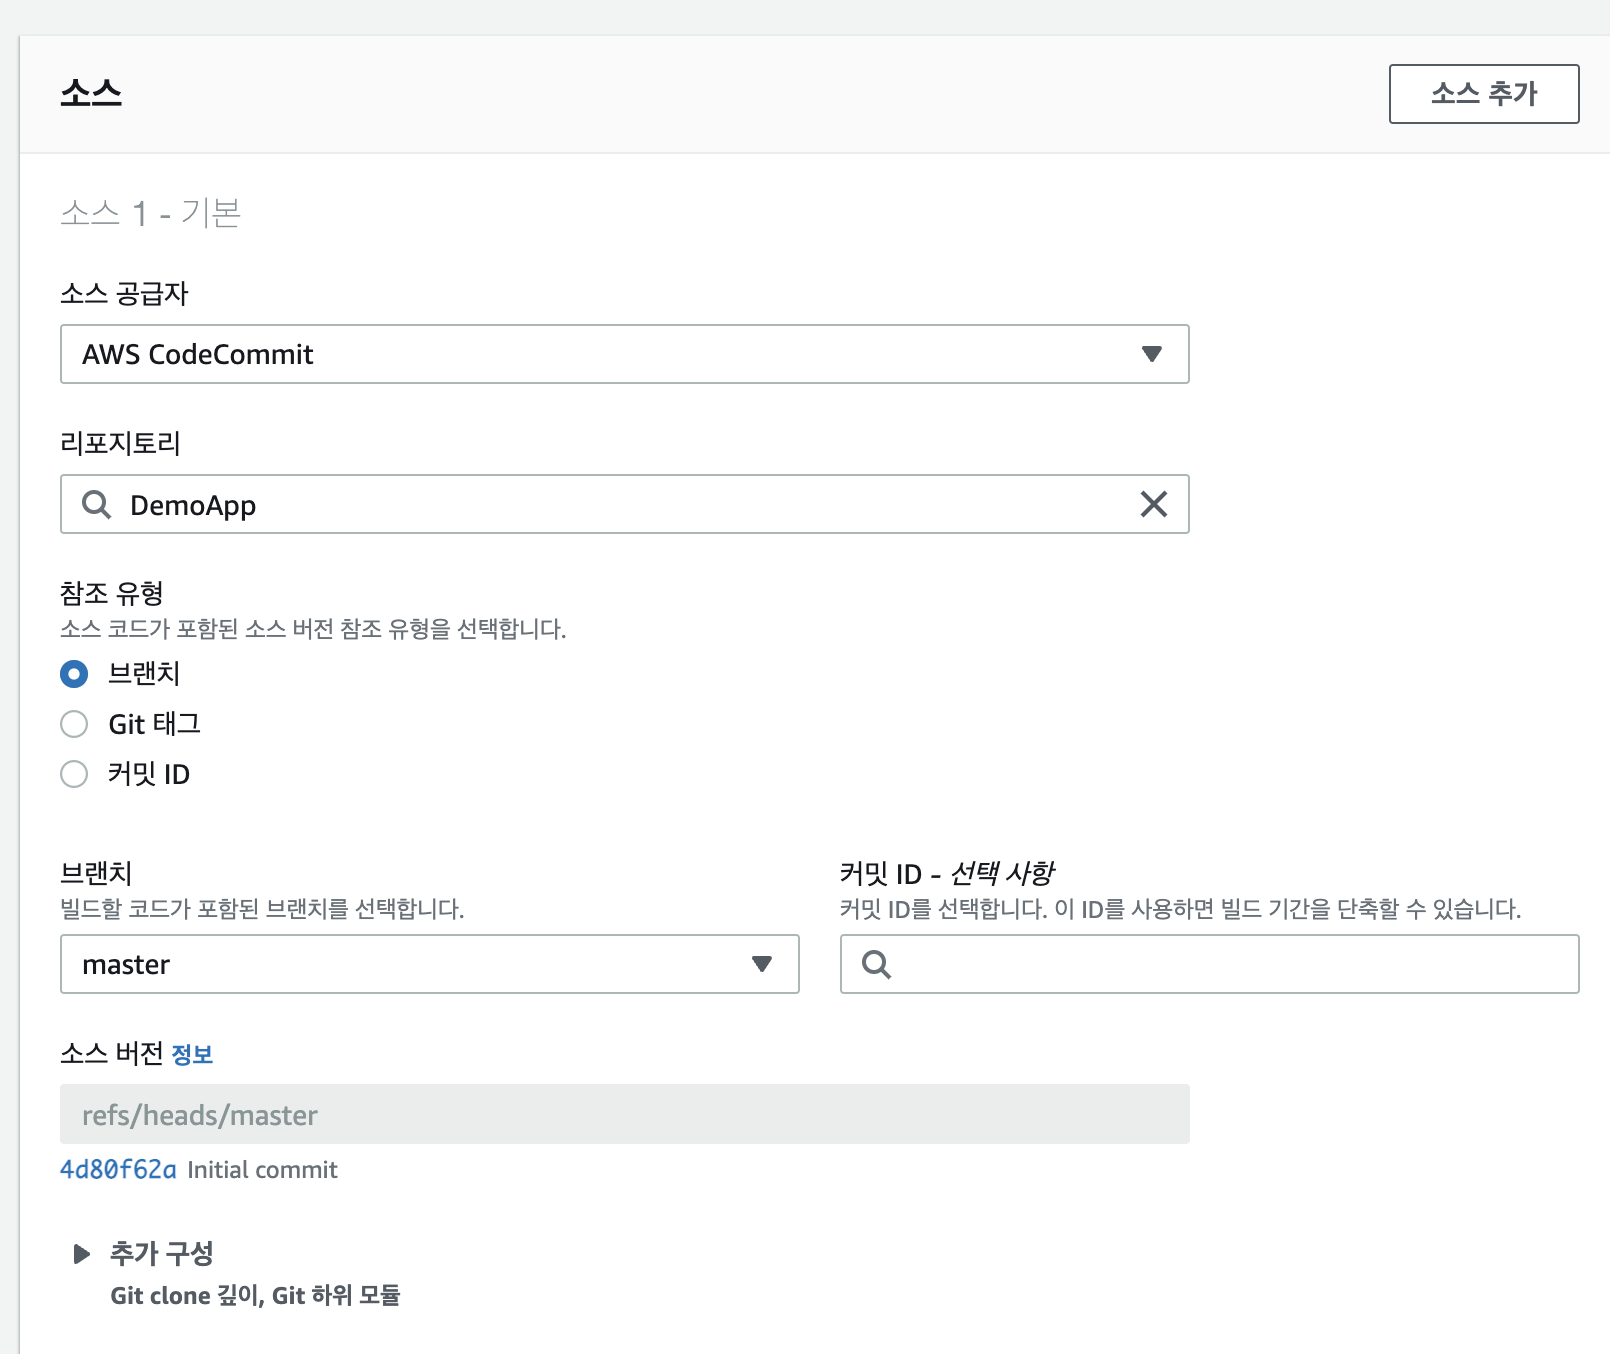 소스
소스 추가
소스 1 - 기본
소스 공급자
AWS CodeCommit
리포지토리
DemoApp
참조 유형
소스 코드가 포함된 소스 버전 참조 유형을 선택합니다.
브랜치
Git 태그
커밋 ID
브랜치
빌드할 코드가 포함된 브랜치를 선택합니다.
master
커밋 ID - 선택 사항
커밋 ID를 선택합니다. 이 ID를 사용하면 빌드 기간을 단축할 수 있습니다.
소스 버전 정보
refs/heads/master
4d80f62a Initial commit
추가 구성
Git clone 깊이, Git 하위 모듈